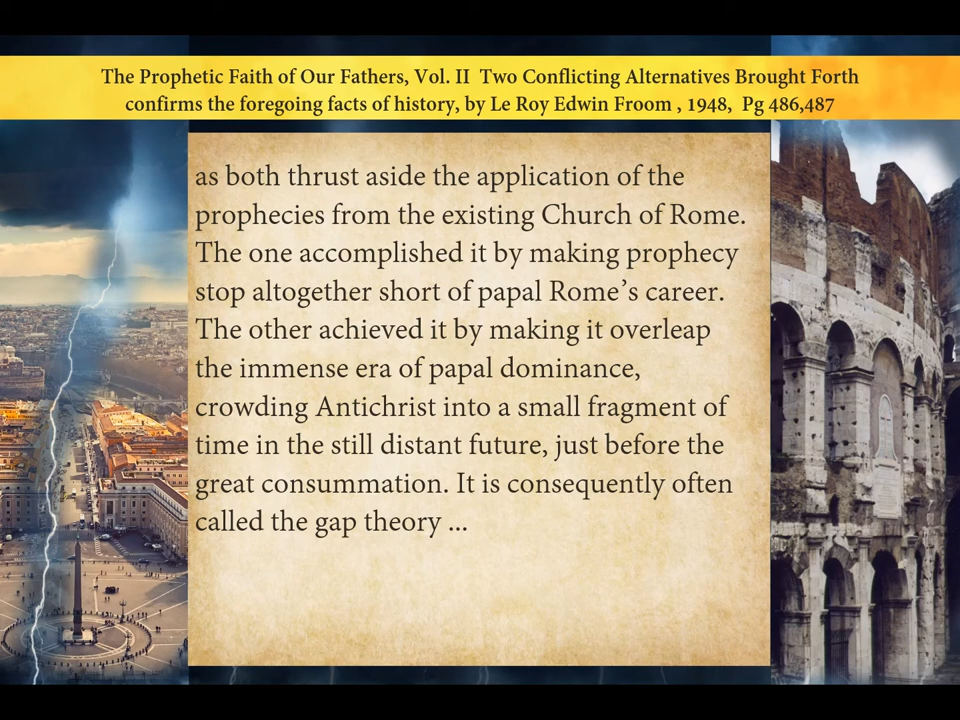 The Prophetic Faith of Our Fathers, Vol. II  Two Conflicting Alternatives Brought Forth
confirms the foregoing facts of history, by Le Roy Edwin Froom , 1948,  Pg 486,487
as both thrust aside the application of the
prophecies from the existing Church of Rome.
The one accomplished it by making prophecy
stop altogether short of papal Rome’s career.
The other achieved it by making it overleap
the immense era of papal dominance,
crowding Antichrist into a small fragment of
time in the still distant future, just before the
great consummation. It is consequently often
called the gap theory ...